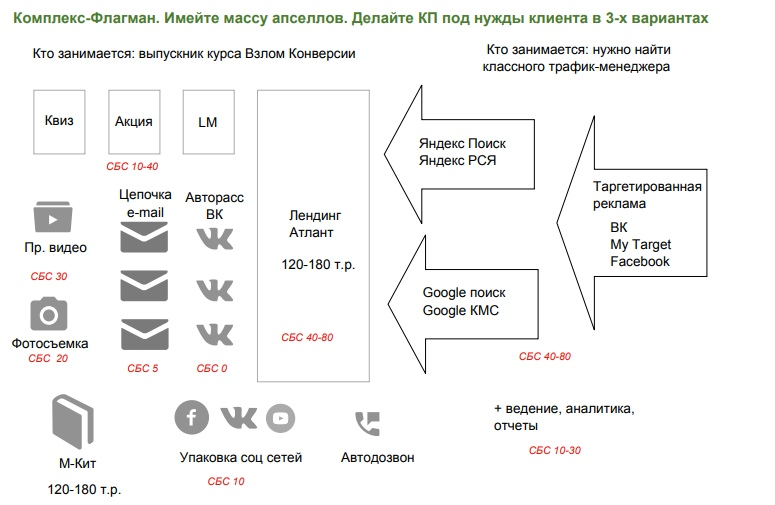 Комплекс-Флагман. Имейте массу апселлов. Делайте КП под нужды клиента в 3-х вариантах
Кто занимается: выпускник курса Взлом Конверсии
Кто занимается: нужно найти
классного трафик-менеджера
Квиз
Акция
LM
СБС 10-40
Цепочка
e-mail
Авторасс
ВК
Пр. видео
СБС 30
Фотосъемка
СБС 20
СБС 5
СБС 0
Лендинг
Атлант
120-180 т.р.
СБС 40-80
Яндекс Поиск
Яндекс РСЯ
Google поиск
Google КМС
Таргетированная
реклама
ВК
My Target
Facebook
СБС 40-80
М-Кит
120-180 т.р.
Упаковка соц сетей
СБС 10
Автодозвон
+ ведение, аналитика,
отчеты
СБС 10-30